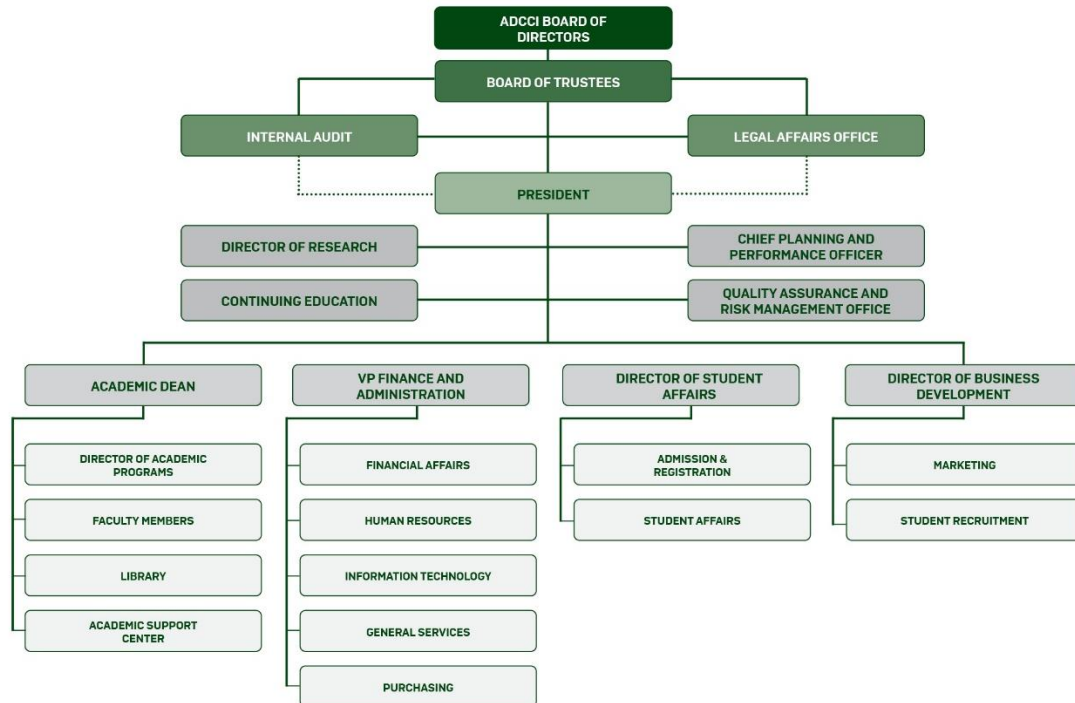 ADCCI BOARD OF
DIRECTORS
BOARD OF TRUSTEES
INTERNAL AUDIT
LEGAL AFFAIRS OFFICE
PRESIDENT
DIRECTOR OF RESEARCH
CHIEF PLANNING AND
PERFORMANCE OFFICER
CONTINUING EDUCATION
QUALITY ASSURANCE AND
RISK MANAGEMENT OFFICE
ACADEMIC DEAN
VP FINANCE AND
ADMINISTRATION
DIRECTOR OF STUDENT
AFFAIRS
DIRECTOR OF BUSINESS
DEVELOPMENT
DIRECTOR OF ACADEMIC
PROGRAMS
FACULTY MEMBERS
LIBRARY
ACADEMIC SUPPORT
CENTER
FINANCIAL AFFAIRS
HUMAN RESOURCES
INFORMATION TECHNOLOGY
GENERAL SERVICES
PURCHASING
ADMISSION &
REGISTRATION
STUDENT AFFAIRS
MARKETING
STUDENT RECRUITMENT